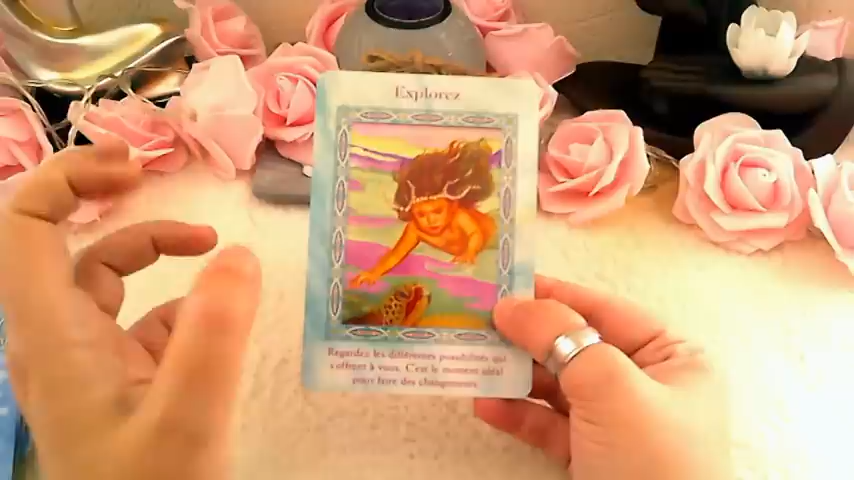 Explorez
Regardez les différentes possibilités qui
s'offrent à vous. C'est le moment idéal
pour faire des changements.